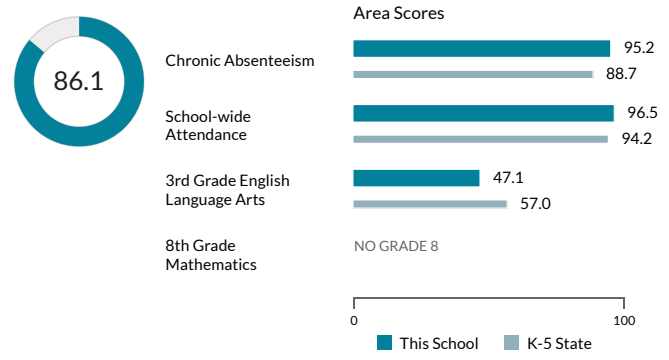 Area Scores
86.1
Chronic Absenteeism
95.2
88.7
School-wide
Attendance
96.5
94.2
3rd Grade English
Language Arts
47.1
57.0
8th Grade
Mathematics
NO GRADE 8
0
100
This School
K-5 State